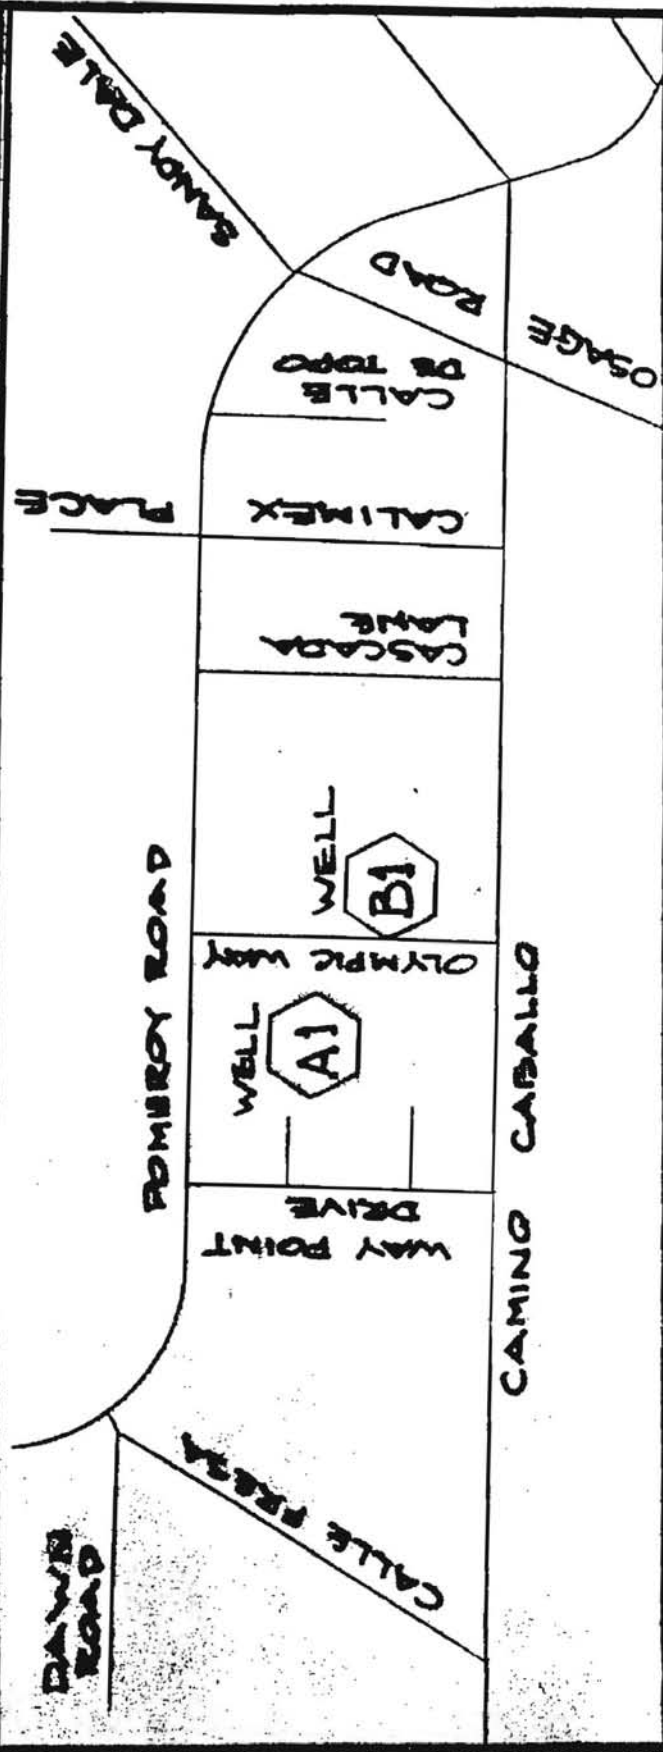 SANDY DALE
OSAGE
ROAD
CALLE
DE TOPO
CALIMEX
PLACE
CASCADA
LANE
WELL
B1
OLYMPIC WAY
WELL
A1
POMEROY ROAD
WAY POINT
DRIVE
CAMINO CABALLO
CALLE FRESA
DAWN
ROAD